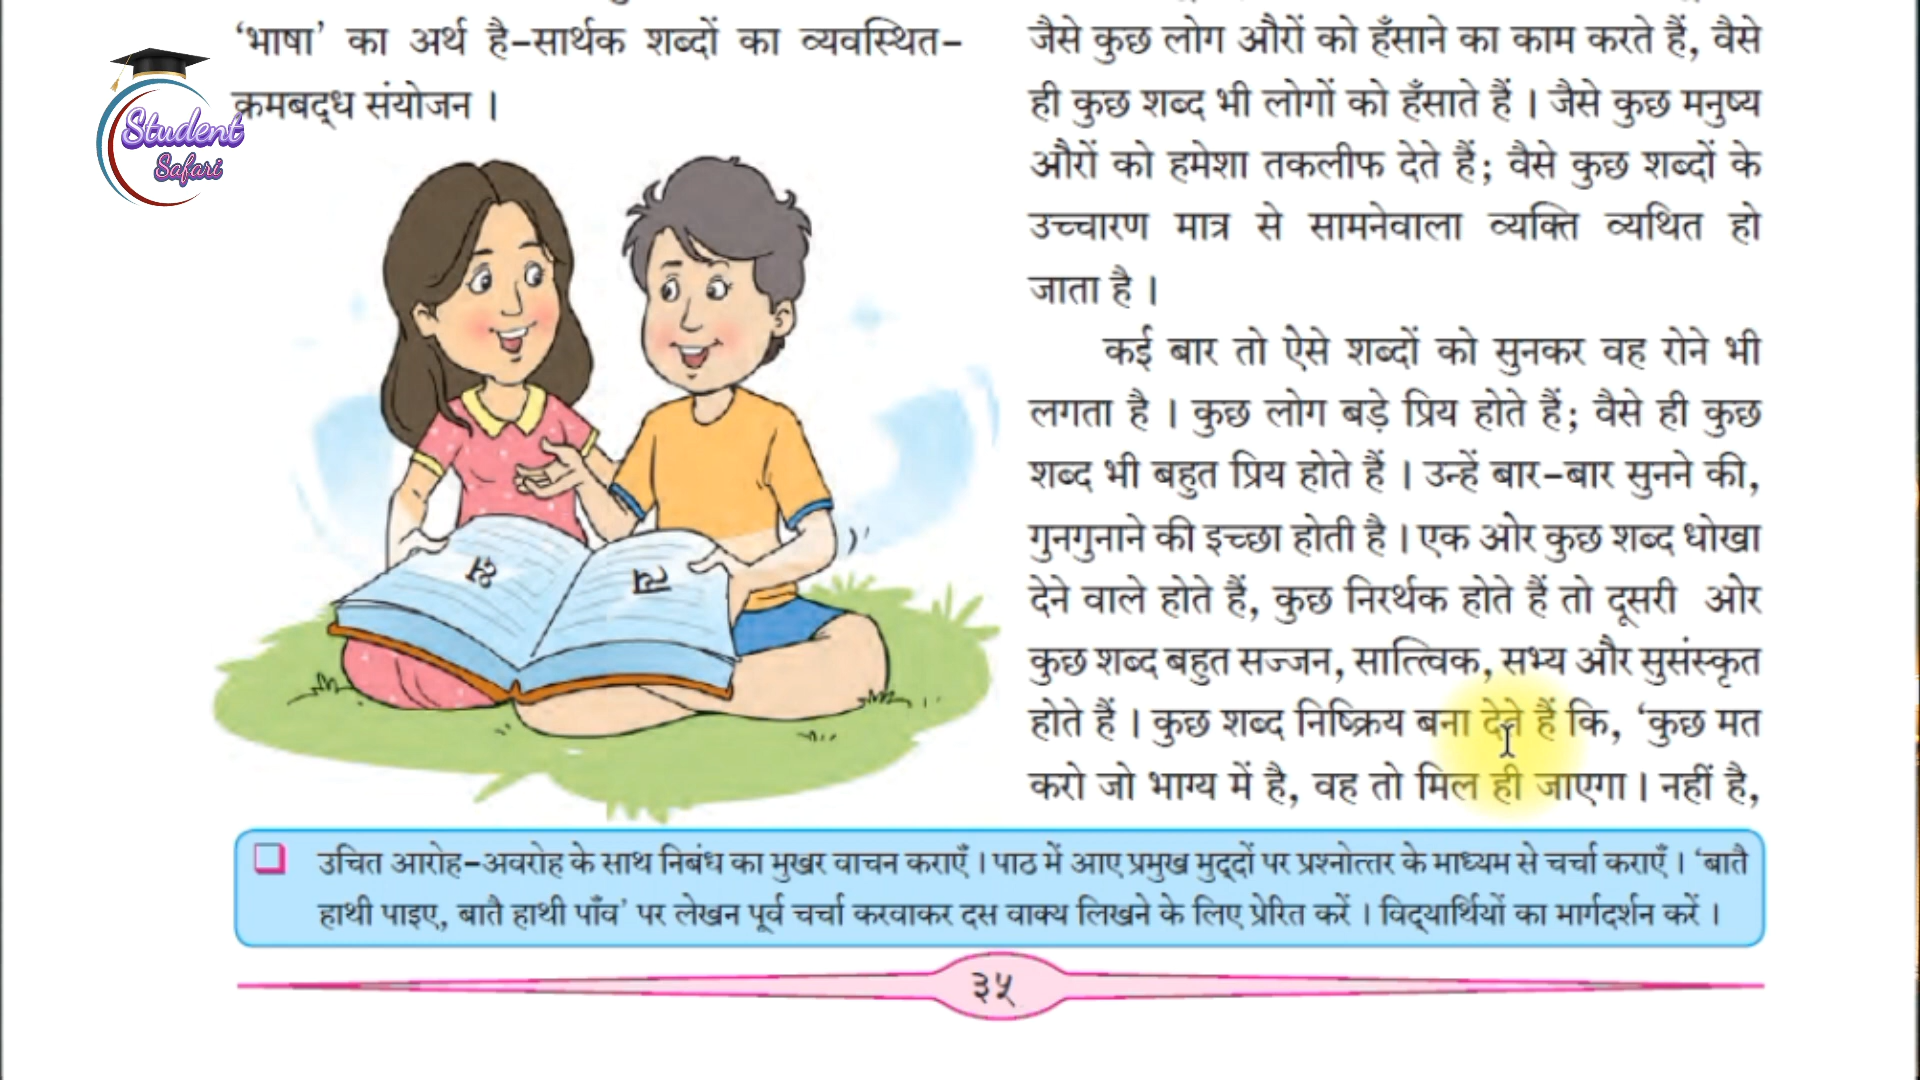 ‘भाषा’ का अर्थ है–सार्थक शब्दों का व्यवस्थित–
क्रमबद्ध संयोजन ।
Student
Safari
क्ष
त्य
जैसे कुछ लोग औरों को हँसाने का काम करते हैं, वैसे
ही कुछ शब्द भी लोगों को हँसाते हैं । जैसे कुछ मनुष्य
औरों को हमेशा तकलीफ देते हैं; वैसे कुछ शब्दों के
उच्चारण मात्र से सामनेवाला व्यक्ति व्यथित हो
जाता है ।
कई बार तो ऐसे शब्दों को सुनकर वह रोने भी
लगता है । कुछ लोग बड़े प्रिय होते हैं; वैसे ही कुछ
शब्द भी बहुत प्रिय होते हैं । उन्हें बार–बार सुनने की,
गुनगुनाने की इच्छा होती है । एक ओर कुछ शब्द धोखा
देने वाले होते हैं, कुछ निरर्थक होते हैं तो दूसरी ओर
कुछ शब्द बहुत सज्जन, सात्त्विक, सभ्य और सुसंस्कृत
होते हैं । कुछ शब्द निष्क्रिय बना देते हैं कि, ‘कुछ मत
करो जो भाग्य में है, वह तो मिल ही जाएगा । नहीं है,
उचित आरोह–अवरोह के साथ निबंध का मुखर वाचन कराएँ । पाठ में आए प्रमुख मुद्दों पर प्रश्नोत्तर के माध्यम से चर्चा कराएँ । ‘बातै
हाथी पाइए, बातै हाथी पाँव’ पर लेखन पूर्व चर्चा करवाकर दस वाक्य लिखने के लिए प्रेरित करें । विद्यार्थियों का मार्गदर्शन करें ।
३५